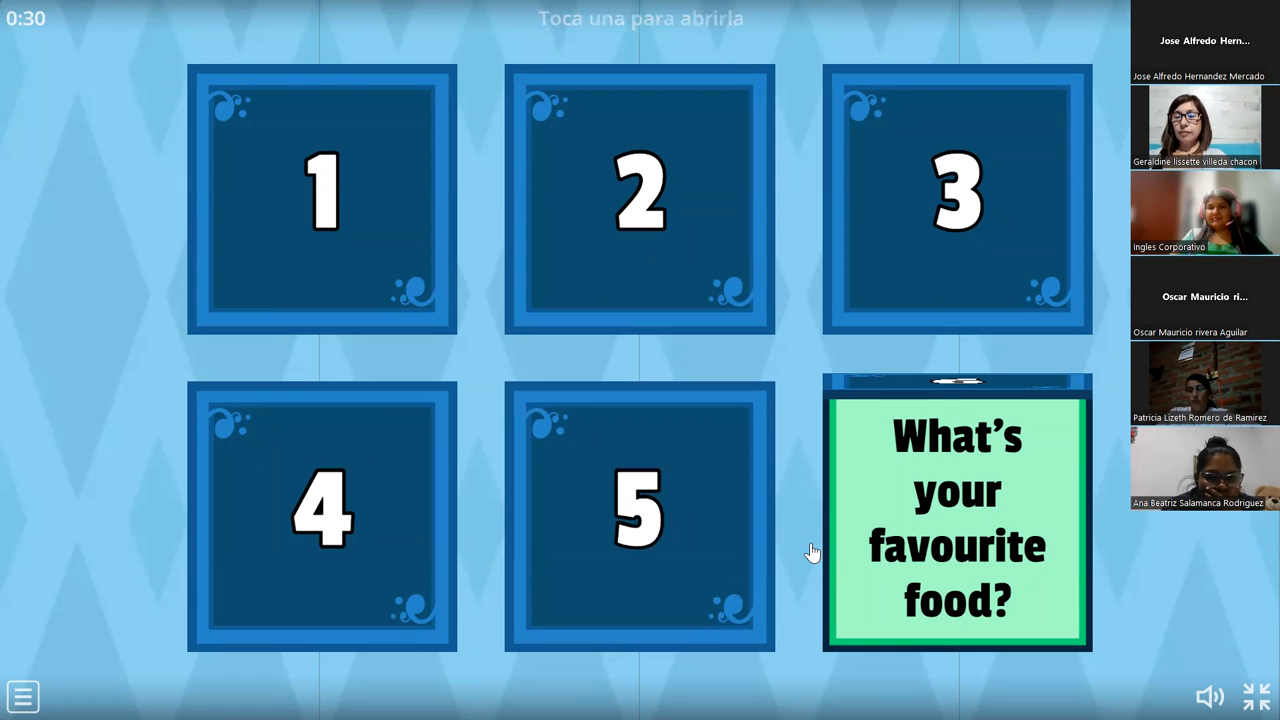 0:30
Toca una para abrirla
1
2
3
4
5
What's
your
favourite
food?
Jose Alfredo Hern...
Jose Alfredo Hernandez Mercado
Geraldine lissette villeda chacon
Ingles Corporativo
Oscar Mauricio ri...
Oscar Mauricio rivera Aguilar
Patricia Lizeth Romero de Ramirez
Ana Beatriz Salamanca Rodriguez